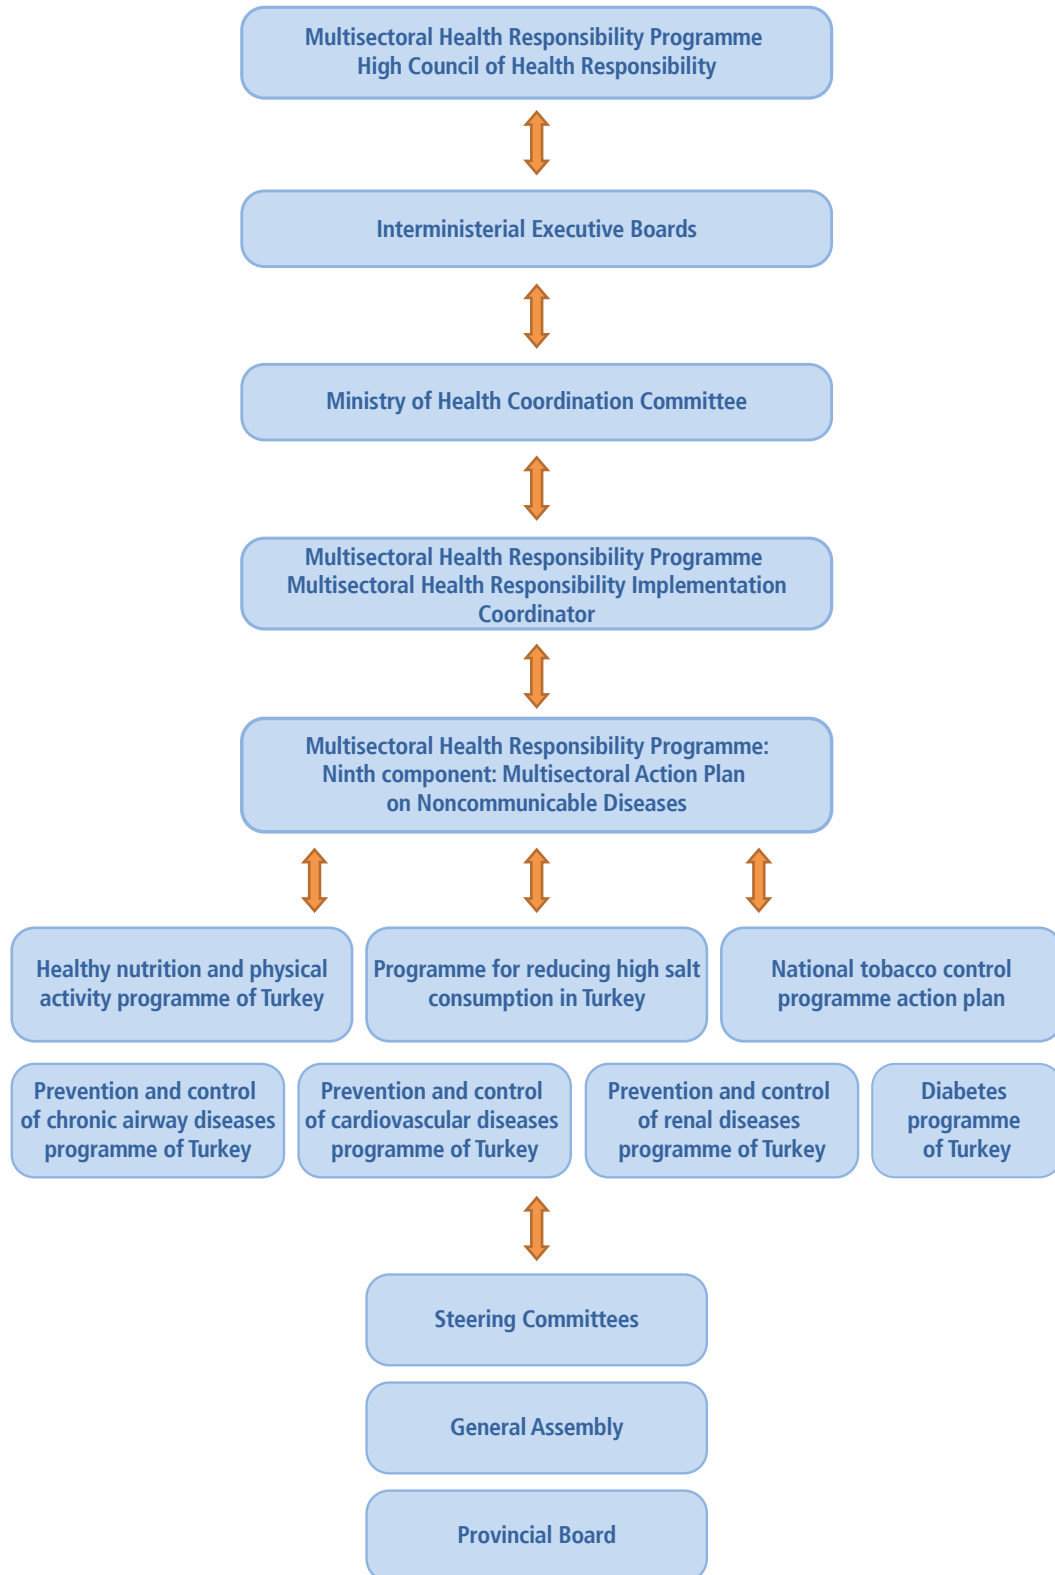 Multisectoral Health Responsibility Programme
High Council of Health Responsibility
Interministerial Executive Boards
Ministry of Health Coordination Committee
Multisectoral Health Responsibility Programme
Multisectoral Health Responsibility Implementation
Coordinator
Multisectoral Health Responsibility Programme:
Ninth component: Multisectoral Action Plan
on Noncommunicable Diseases
Healthy nutrition and physical
activity programme of Turkey
Programme for reducing high salt
consumption in Turkey
National tobacco control
programme action plan
Prevention and control
of chronic airway diseases
programme of Turkey
Prevention and control
of cardiovascular diseases
programme of Turkey
Prevention and control
of renal diseases
programme of Turkey
Diabetes
programme
of Turkey
Steering Committees
General Assembly
Provincial Board